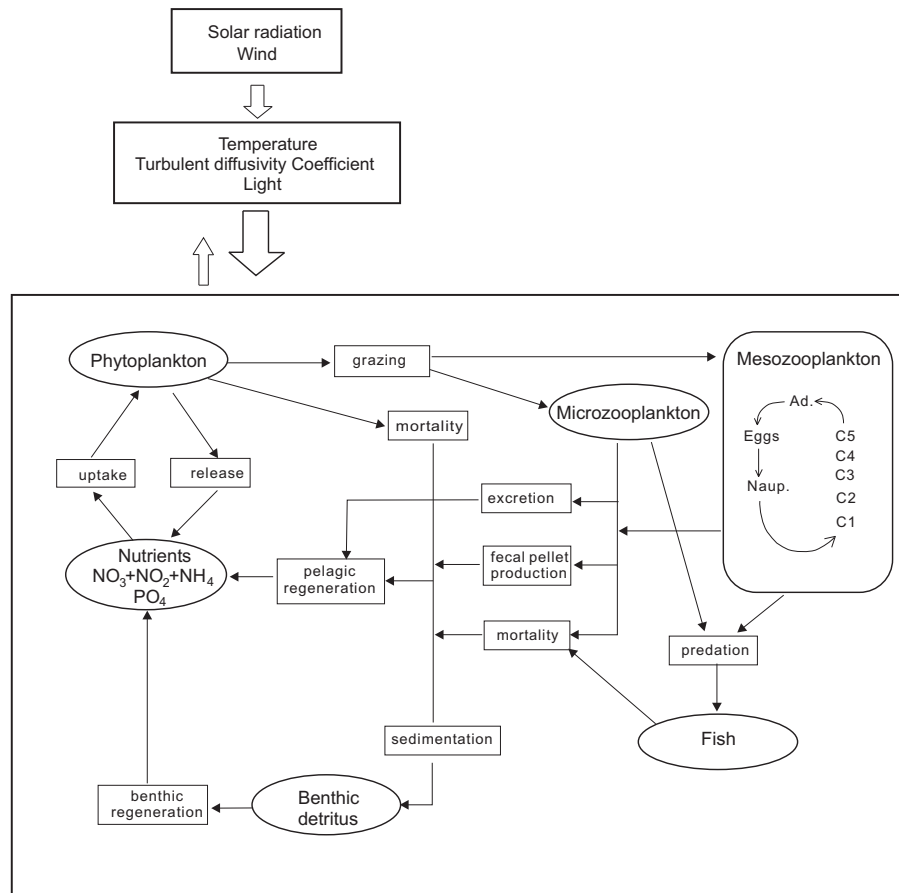 Solar radiation
Wind
Temperature
Turbulent diffusivity Coefficient
Light
Phytoplankton
grazing
Mesozooplankton
Microzooplankton
Ad.
mortality
Eggs
C5
C4
uptake
release
C3
Naup.
excretion
C2
C1
Nutrients
NO₃+NO₂+NH₄
PO₄
pelagic
regeneration
fecal pellet
production
mortality
predation
sedimentation
Fish
benthic
regeneration
Benthic
detritus